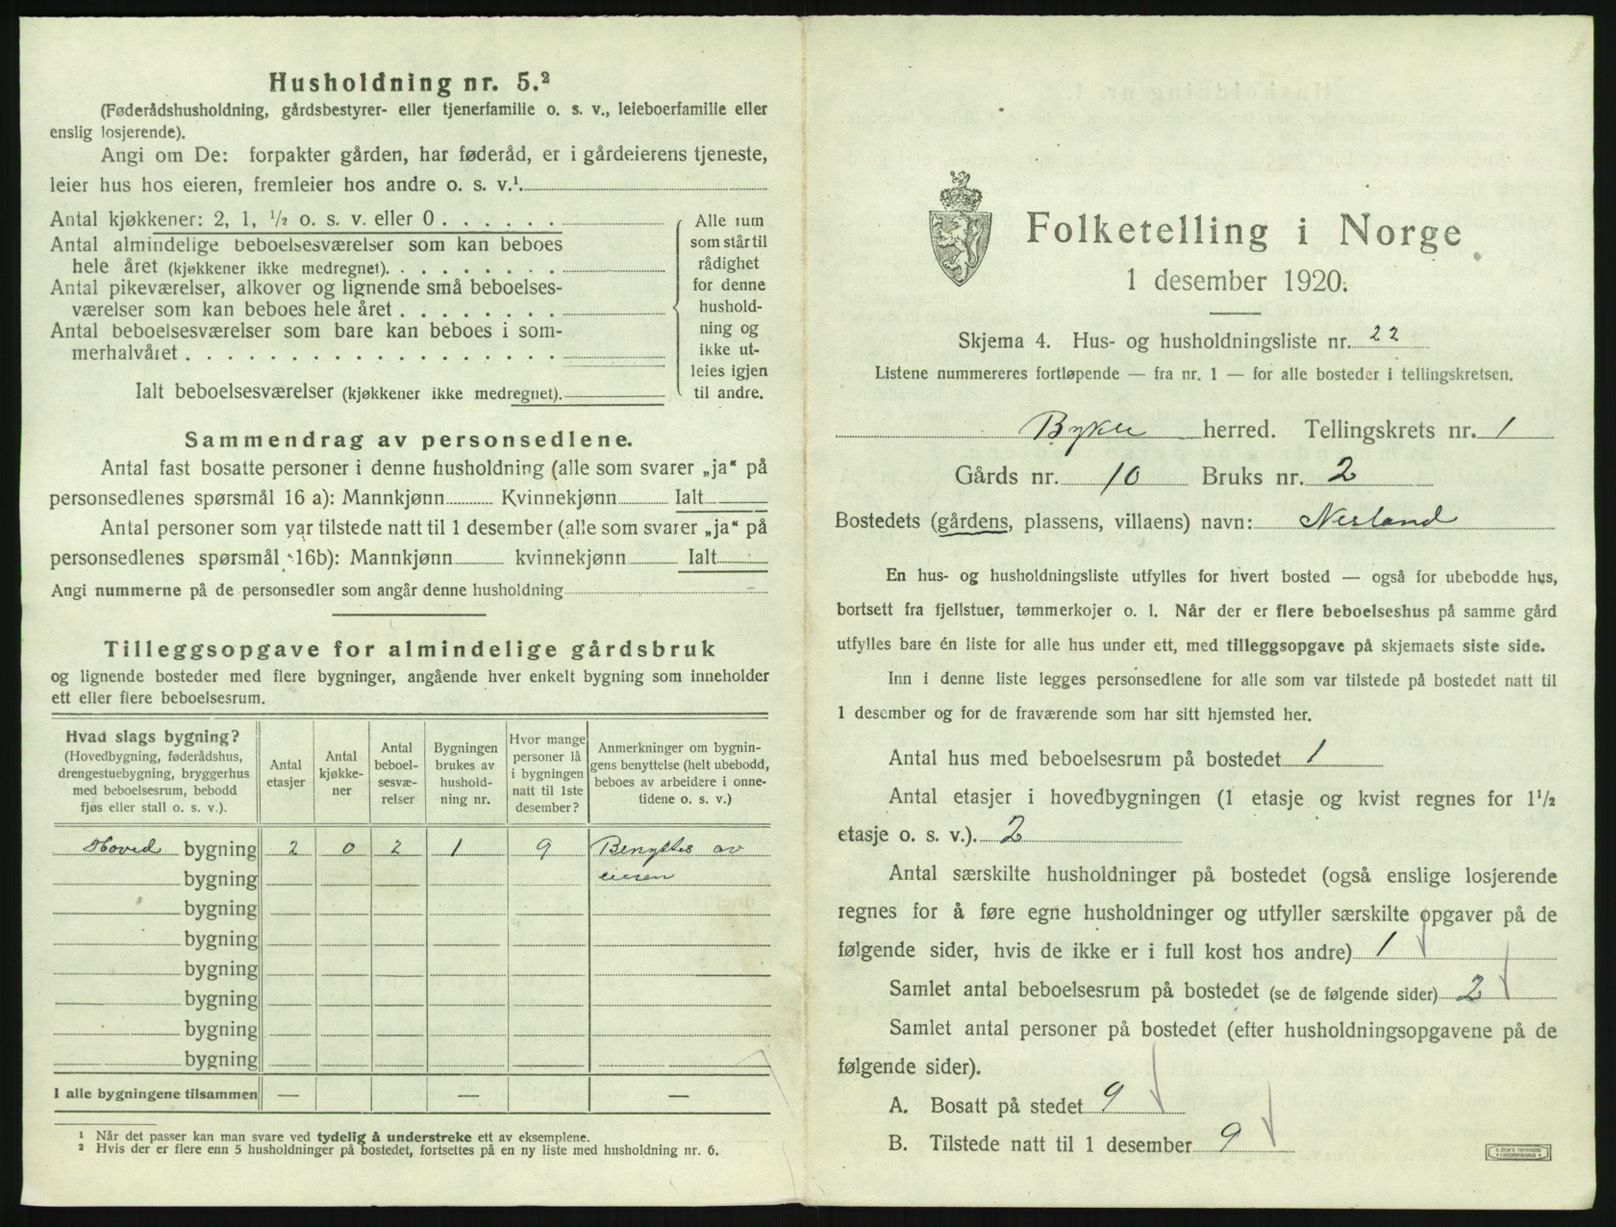 Husholdning nr. 5.²
(Føderådshusholdning, gårdsbestyrer- eller tjenerfamilie o. s. v., leieboerfamilie eller
enslig losjerende).
Angi om De: forpakter gården, har føderåd, er i gårdeierens tjeneste,
leier hus hos eieren, fremleier hos andre o. s. v.¹
Antal kjøkkener: 2, 1, ½ o. s. v. eller 0 . . . . . .
Antal almindelige beboelsesværelser som kan beboes
hele året (kjøkkener ikke medregnet). . . . . . . . .
Antal pikeværelser, alkover og lignende små beboelses-
værelser som kan beboes hele året . . . . . . . .
Antal beboelsesværelser som bare kan beboes i som-
merhalvåret . . . . . . . . . . . . . . . . . . .
Ialt beboelsesværelser (kjøkkener ikke medregnet).
Alle rum
som står til
rådighet
for denne
hushold-
ning og
ikke ut-
leies igjen
til andre.
Sammendrag av personsedlene.
Antal fast bosatte personer i denne husholdning (alle som svarer „ja“ på
personsedlenes spørsmål 16 a): Mannkjønn Kvinnekjønn Ialt
Antal personer som var tilstede natt til 1 desember (alle som svarer „ja“ på
personsedlenes spørsmål 16b): Mannkjønn kvinnekjønn Ialt
Angi nummerne på de personsedler som angår denne husholdning
Tilleggsopgave for almindelige gårdsbruk
og lignende bosteder med flere bygninger, angående hver enkelt bygning som inneholder
ett eller flere beboelsesrum.
Hvad slags bygning?
(Hovedbygning, føderådshus,
drengestuebygning, bryggerhus
med beboelsesrum, bebodd
fjøs eller stall o. s. v.).
Antal
etasjer
Antal
kjøkke-
ner
Antal
beboel-
sesvæ-
relser
Bygningen
brukes av
hushold-
ning nr.
Hvor mange
personer lå
i bygningen
natt til 1ste
desember?
Anmerkninger om bygnin-
gens benyttelse (helt ubebodd,
beboes av arbeidere i onne-
tidene o. s. v.)
Hoved bygning 2 0 2 1 9 Benyttes av
bygning eieren
bygning
bygning
bygning
bygning
bygning
bygning
I alle bygningene tilsammen — — —
¹ Når det passer kan man svare ved tydelig å understreke ett av eksemplene.
² Hvis der er flere enn 5 husholdninger på bostedet, fortsettes på en ny liste med husholdning nr. 6.
Folketelling i Norge
1 desember 1920.
Skjema 4. Hus- og husholdningsliste nr. 22
Listene nummereres fortløpende — fra nr. 1 — for alle bosteder i tellingskretsen.
Bykle herred. Tellingskrets nr. 1
Gårds nr. 10 Bruks nr. 2
Bostedets (gårdens, plassens, villaens) navn: Nesland
En hus- og husholdningsliste utfylles for hvert bosted — også for ubebodde hus,
bortsett fra fjellstuer, tømmerkojer o. l. Når der er flere beboelseshus på samme gård
utfylles bare én liste for alle hus under ett, med tilleggsopgave på skjemaets siste side.
Inn i denne liste legges personsedlene for alle som var tilstede på bostedet natt til
1 desember og for de fraværende som har sitt hjemsted her.
Antal hus med beboelsesrum på bostedet 1
Antal etasjer i hovedbygningen (1 etasje og kvist regnes for 1½
etasje o. s. v.). 2
Antal særskilte husholdninger på bostedet (også enslige losjerende
regnes for å føre egne husholdninger og utfyller særskilte opgaver på de
følgende sider, hvis de ikke er i full kost hos andre) 1
Samlet antal beboelsesrum på bostedet (se de følgende sider) 2
Samlet antal personer på bostedet (efter husholdningsopgavene på de
følgende sider).
A. Bosatt på stedet 9
B. Tilstede natt til 1 desember 9